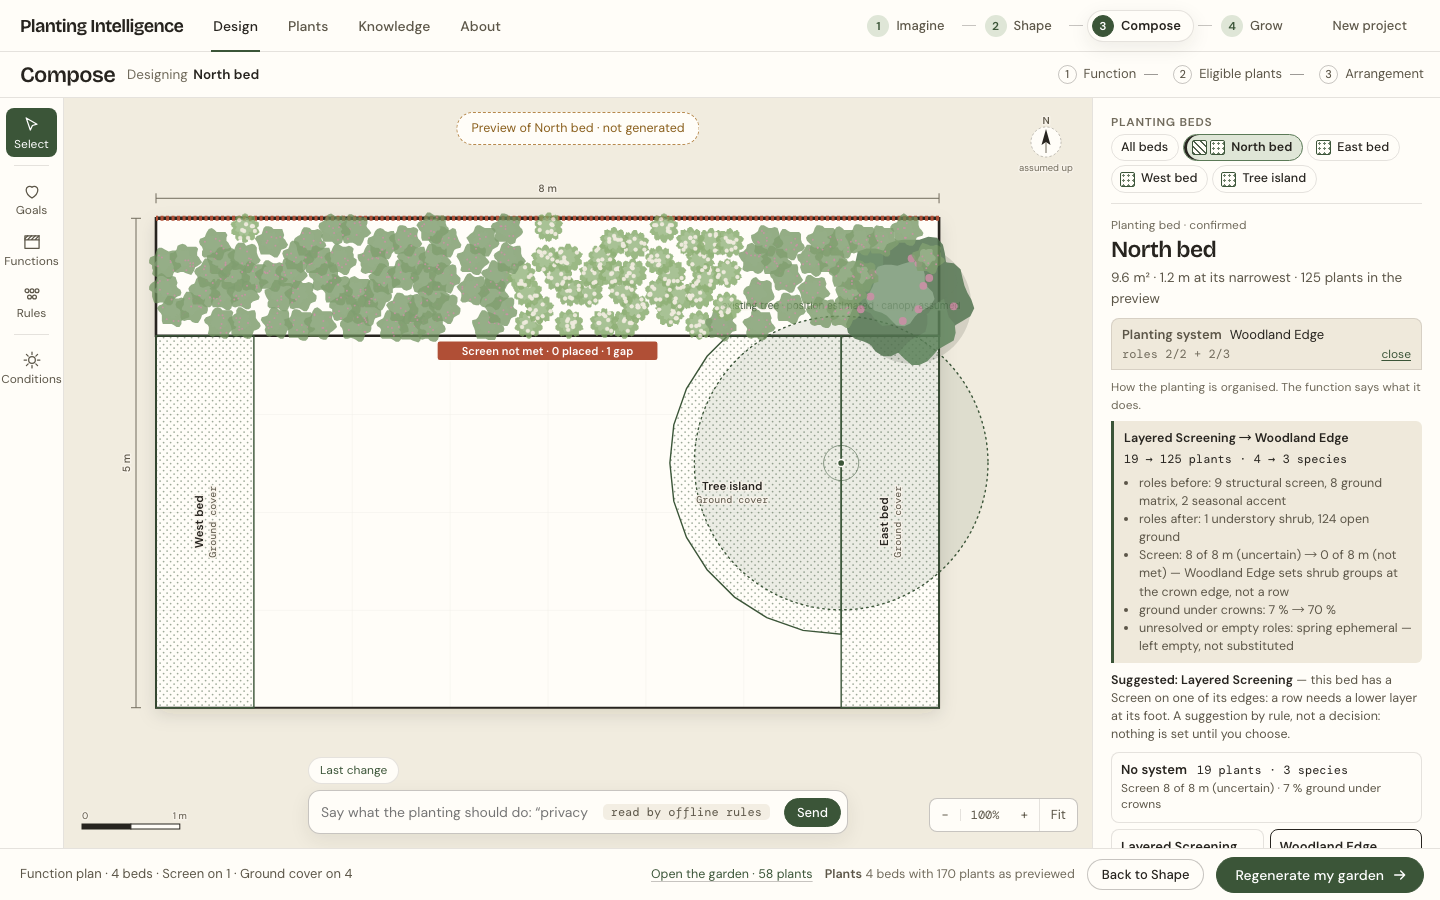 Planting Intelligence
Design
Plants
Knowledge
About
1 Imagine
2 Shape
3 Compose
4 Grow
New project
Compose
Designing North bed
1 Function
2 Eligible plants
3 Arrangement
Select
Goals
Functions
Rules
Conditions
Preview of North bed · not generated
N
assumed up
8 m
5 m
sting tree · position estimated · canopy assumed
Screen not met · 0 placed · 1 gap
West bed
Ground cover
Tree island
Ground cover
East bed
Ground cover
Last change
Say what the planting should do: “privacy
read by offline rules
Send
0 1 m
− 100% +
Fit
PLANTING BEDS
All beds
North bed
East bed
West bed
Tree island
Planting bed · confirmed
North bed
9.6 m² · 1.2 m at its narrowest · 125 plants in the
preview
Planting system Woodland Edge
roles 2/2 + 2/3
close
How the planting is organised. The function says what it
does.
Layered Screening → Woodland Edge
19 → 125 plants · 4 → 3 species
• roles before: 9 structural screen, 8 ground
matrix, 2 seasonal accent
• roles after: 1 understory shrub, 124 open
ground
• Screen: 8 of 8 m (uncertain) → 0 of 8 m (not
met) — Woodland Edge sets shrub groups at
the crown edge, not a row
• ground under crowns: 7 % → 70 %
• unresolved or empty roles: spring ephemeral —
left empty, not substituted
Suggested: Layered Screening — this bed has a
Screen on one of its edges: a row needs a lower layer
at its foot. A suggestion by rule, not a decision:
nothing is set until you choose.
No system 19 plants · 3 species
Screen 8 of 8 m (uncertain) · 7 % ground under
crowns
Layered Screening
Woodland Edge
Function plan · 4 beds · Screen on 1 · Ground cover on 4
Open the garden · 58 plants
Plants 4 beds with 170 plants as previewed
Back to Shape
Regenerate my garden →